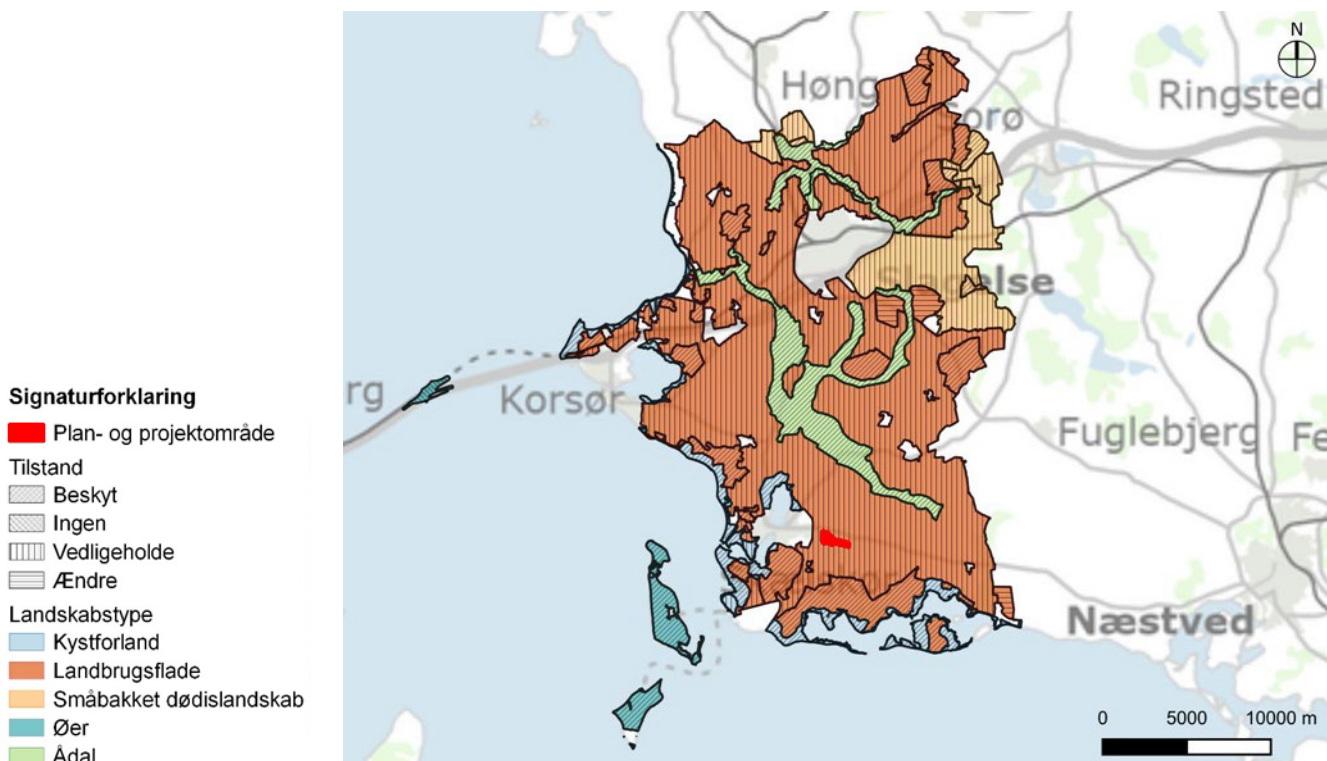 Signaturforklaring
Plan- og projektområde
Tilstand
Beskyt
Ingen
Vedligeholde
Ændre
Landskabstype
Kystforland
Landbrugsflade
Småbakket dødislandskab
Øer
Ådal
N
Høng
Sorø
Ringsted
Slagelse
rg
Korsør
Fuglebjerg
Fe
Næstved
0 5000 10000 m